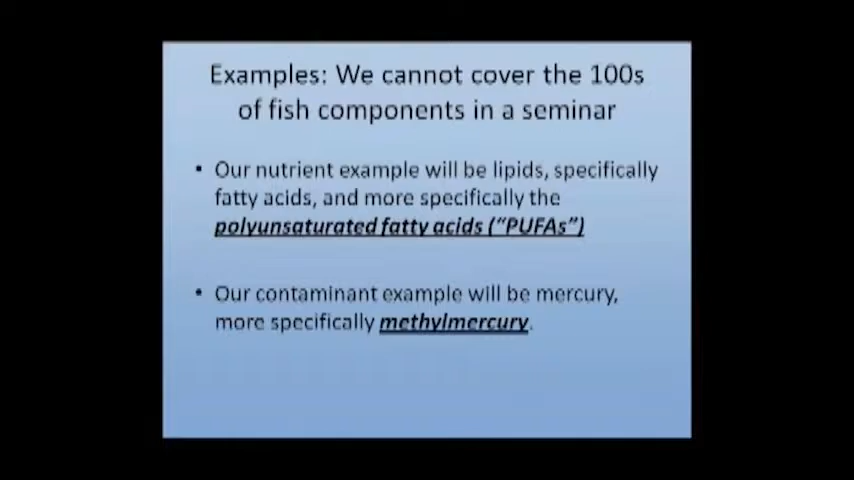 Examples: We cannot cover the 100s
of fish components in a seminar
• Our nutrient example will be lipids, specifically
fatty acids, and more specifically the
polyunsaturated fatty acids (“PUFAs”)
• Our contaminant example will be mercury,
more specifically methylmercury.